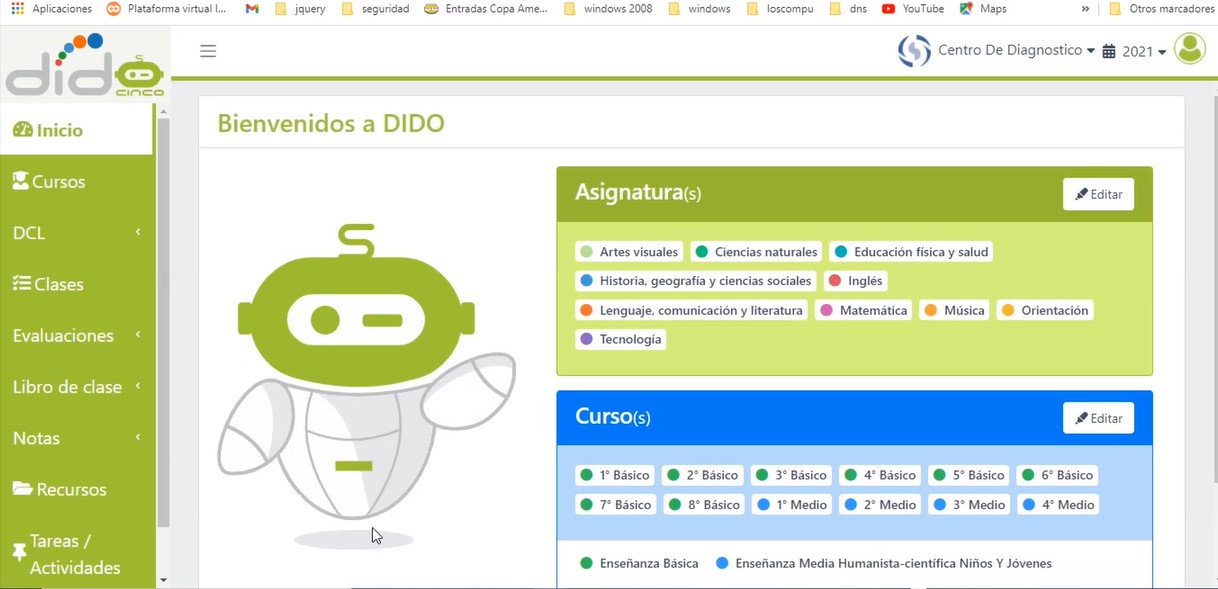 Aplicaciones Plataforma virtual I... jquery seguridad Entradas Copa Ame... windows 2008 windows loscompu dns YouTube Maps » Otros marcadores
dido
CINCO
Centro De Diagnostico 2021
Inicio
Cursos
DCL
Clases
Evaluaciones
Libro de clase
Notas
Recursos
Tareas /
Actividades
Bienvenidos a DIDO
Asignatura(s) Editar
Artes visuales Ciencias naturales Educación física y salud
Historia, geografía y ciencias sociales Inglés
Lenguaje, comunicación y literatura Matemática Música Orientación
Tecnología
Curso(s) Editar
1° Básico 2° Básico 3° Básico 4° Básico 5° Básico 6° Básico
7° Básico 8° Básico 1° Medio 2° Medio 3° Medio 4° Medio
Enseñanza Básica Enseñanza Media Humanista-científica Niños Y Jóvenes